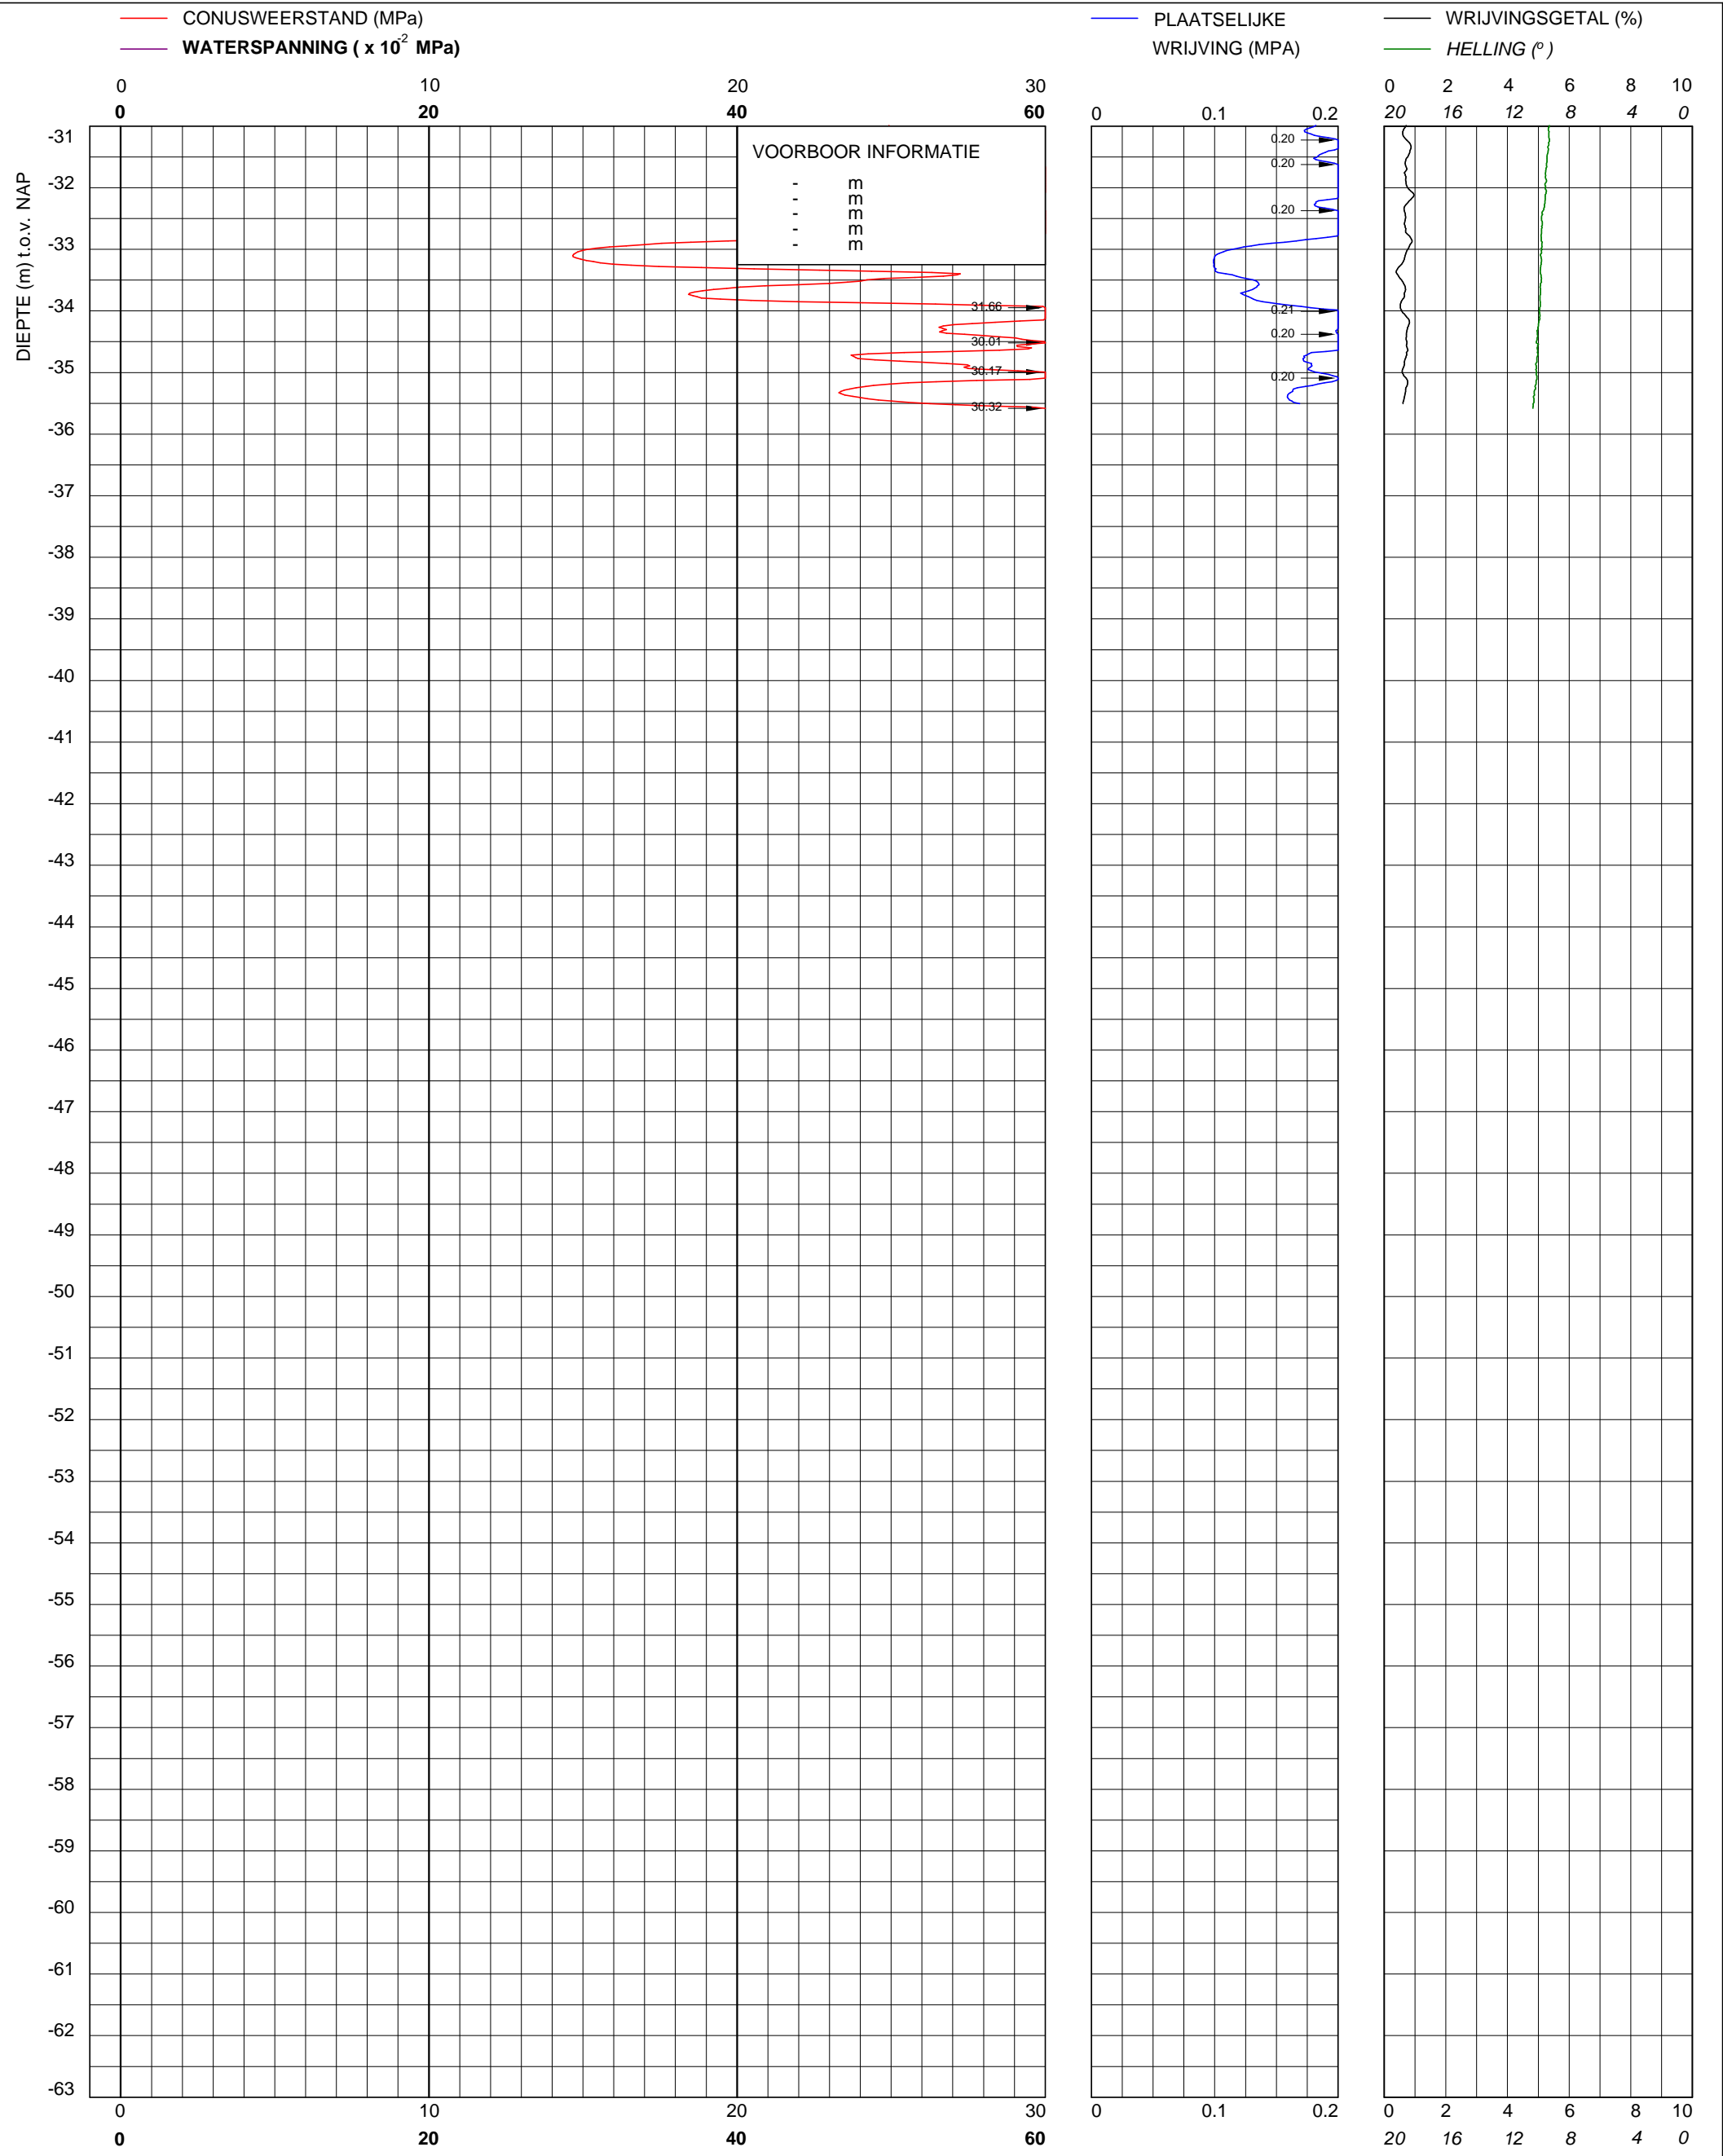 CONUSWEERSTAND (MPa)
WATERSPANNING ( x 10-2 MPa)
PLAATSELIJKE
WRIJVING (MPA)
WRIJVINGSGETAL (%)
HELLING (º )
0 10 20 30
0 20 40 60
0 0.1 0.2
0 2 4 6 8 10
20 16 12 8 4 0
DIEPTE (m) t.o.v. NAP
VOORBOOR INFORMATIE
- m
- m
- m
- m
- m
-31
-32
-33
-34
-35
-36
-37
-38
-39
-40
-41
-42
-43
-44
-45
-46
-47
-48
-49
-50
-51
-52
-53
-54
-55
-56
-57
-58
-59
-60
-61
-62
-63
31.66
30.01
30.17
30.32
0.20
0.20
0.20
0.21
0.20
0.20
0 10 20 30
0 20 40 60
0 0.1 0.2
0 2 4 6 8 10
20 16 12 8 4 0